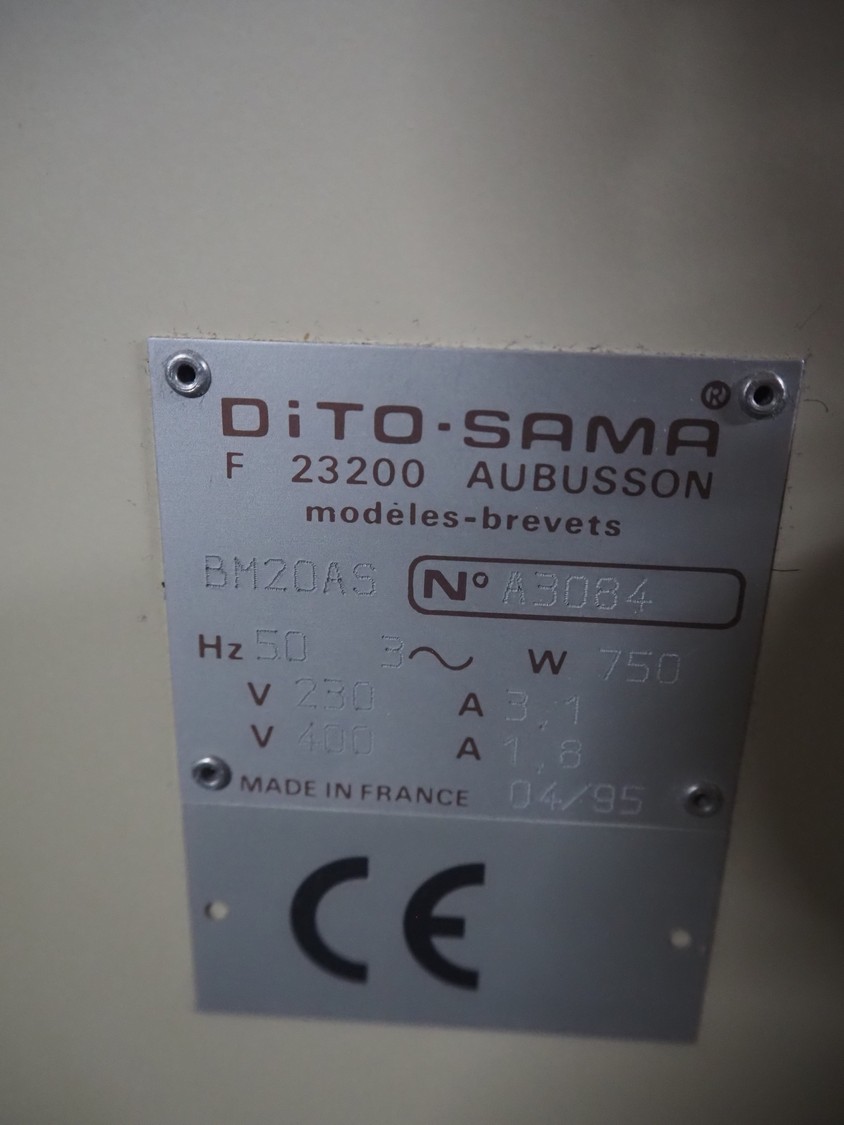 DiTO-SAMA®
F 23200 AUBUSSON
modèles-brevets
BM20AS N° A3084
Hz 50 3~ W 750
V 230 A 3,1
V 400 A 1,8
MADE IN FRANCE 04/95
CE